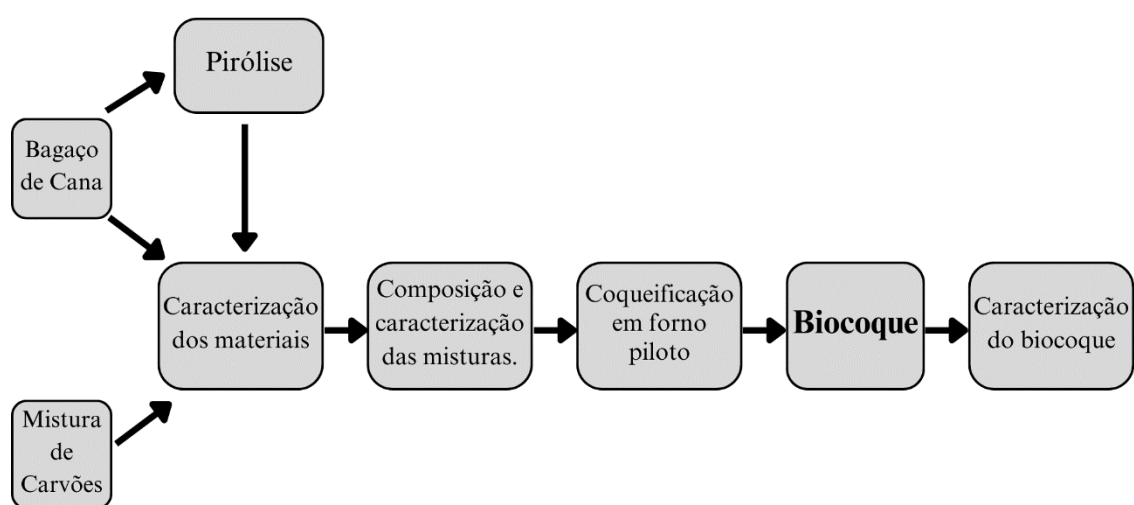 Pirólise
Bagaço
de Cana
Caracterização
dos materiais
Composição e
caracterização
das misturas.
Coqueificação
em forno
piloto
Biocoque
Caracterização
do biocoque
Mistura
de
Carvões